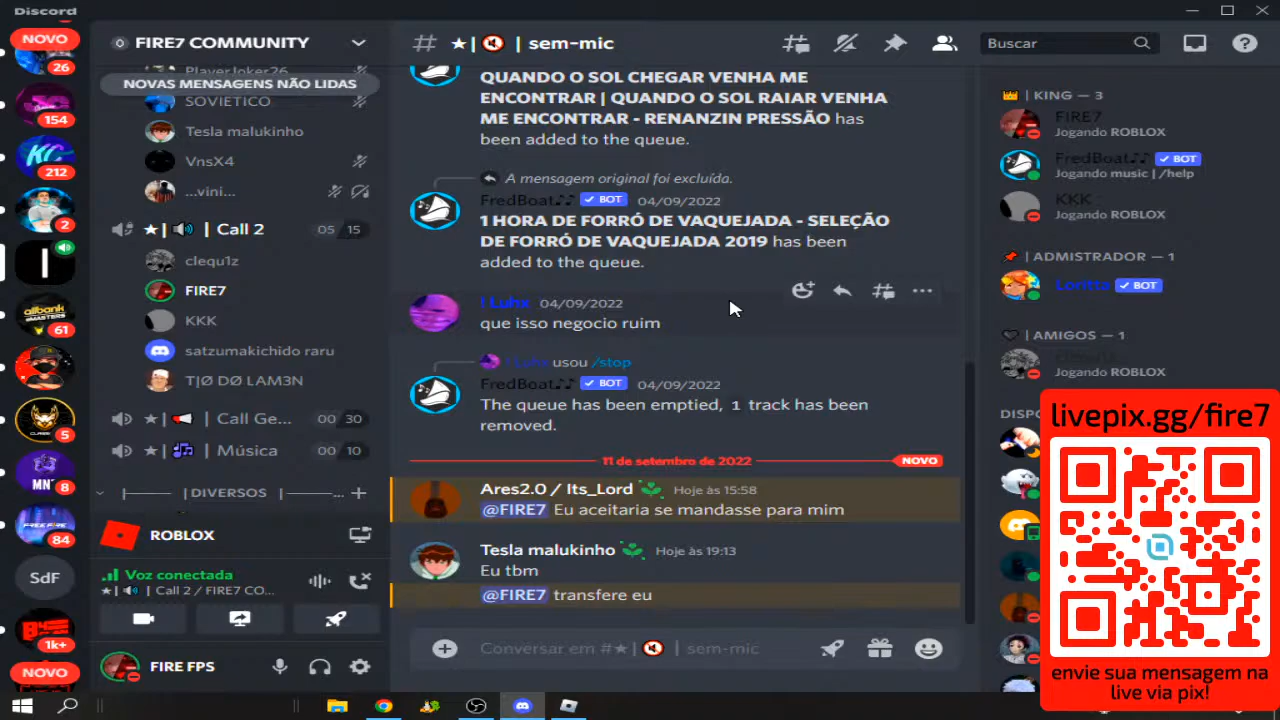 Discord
NOVO
26
154
212
2
61
5
8
84
SdF
1k+
NOVO
FIRE7 COMMUNITY
PlayerJoker26
NOVAS MENSAGENS NÃO LIDAS
SOVIETICO
Tesla malukinho
VnsX4
...vini...
★| | Call 2
05 15
clequ1z
FIRE7
KKK
satzumakichido raru
T|Ø DØ LAM3N
★| | Call Ge...
00 30
★| | Música
00 10
|—— |DIVERSOS |——...
ROBLOX
Voz conectada
★| | Call 2 / FIRE7 CO...
FIRE FPS
★| | sem-mic
Buscar
QUANDO O SOL CHEGAR VENHA ME
ENCONTRAR | QUANDO O SOL RAIAR VENHA
ME ENCONTRAR - RENANZIN PRESSÃO has
been added to the queue.
A mensagem original foi excluída.
FredBoat♪♪ BOT 04/09/2022
1 HORA DE FORRÓ DE VAQUEJADA - SELEÇÃO
DE FORRÓ DE VAQUEJADA 2019 has been
added to the queue.
! Luhx 04/09/2022
que isso negocio ruim
! Luhx usou /stop
FredBoat♪♪ BOT 04/09/2022
The queue has been emptied, 1 track has been
removed.
11 de setembro de 2022
NOVO
Ares2.0 / Its_Lord Hoje às 15:58
@FIRE7 Eu aceitaria se mandasse para mim
Tesla malukinho Hoje às 19:13
Eu tbm
@FIRE7 transfere eu
Conversar em #★| | sem-mic
| KING — 3
FIRE7
Jogando ROBLOX
FredBoat♪♪ BOT
Jogando music | /help
KKK
Jogando ROBLOX
| ADMISTRADOR — 1
Loritta BOT
| AMIGOS — 1
clequ1z
Jogando ROBLOX
DISPO
livepix.gg/fire7
envie sua mensagem na
live via pix!